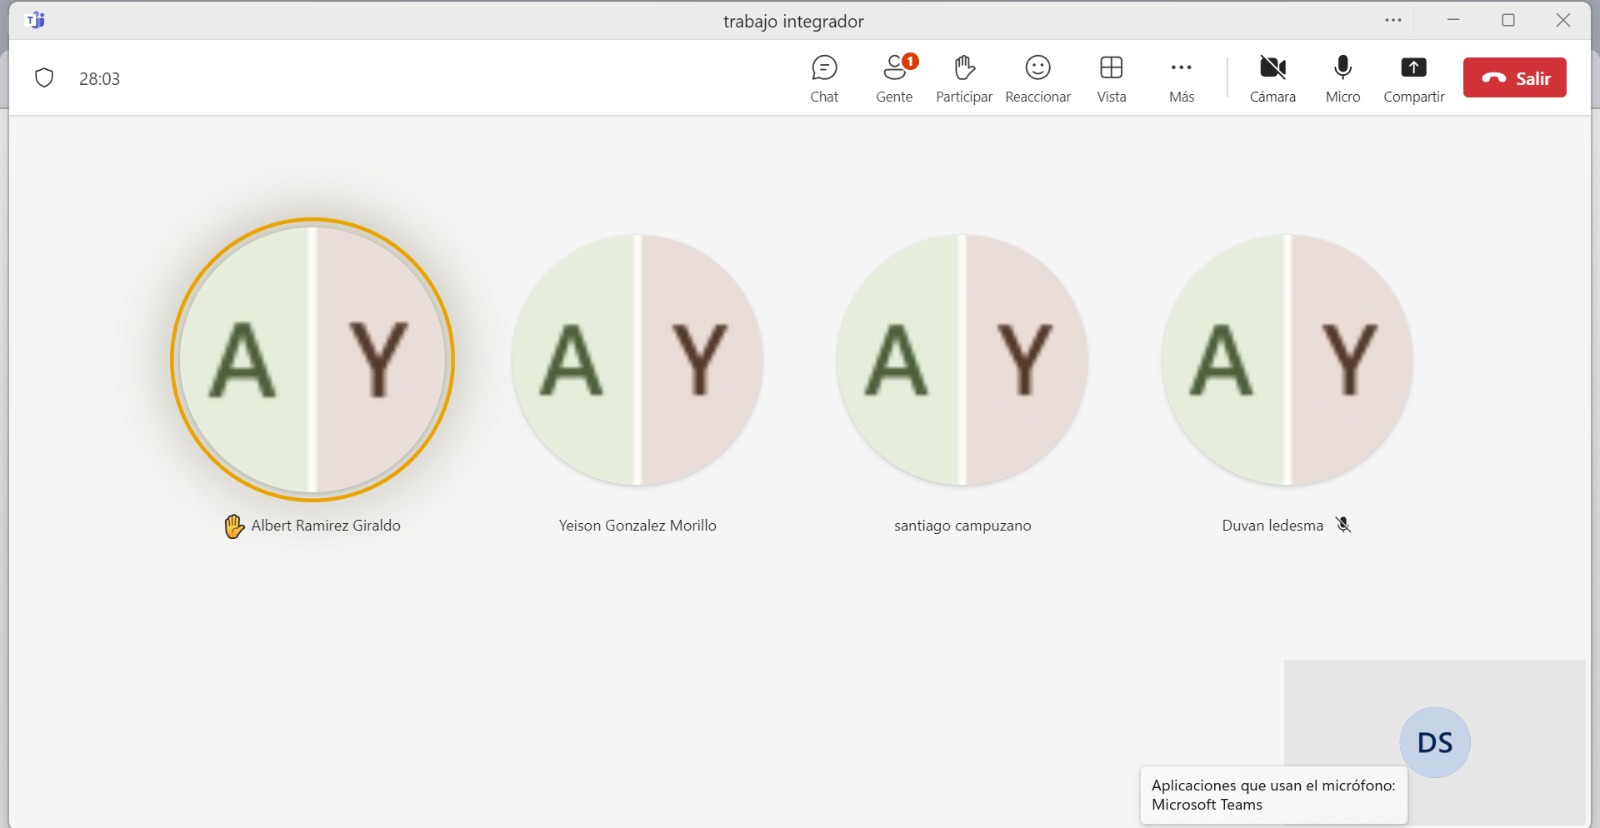 trabajo integrador
28:03
Chat
Gente
1
Participar
Reaccionar
Vista
Más
Cámara
Micro
Compartir
Salir
A Y
A Y
A Y
A Y
Albert Ramirez Giraldo
Yeison Gonzalez Morillo
santiago campuzano
Duvan ledesma
DS
Aplicaciones que usan el micrófono:
Microsoft Teams